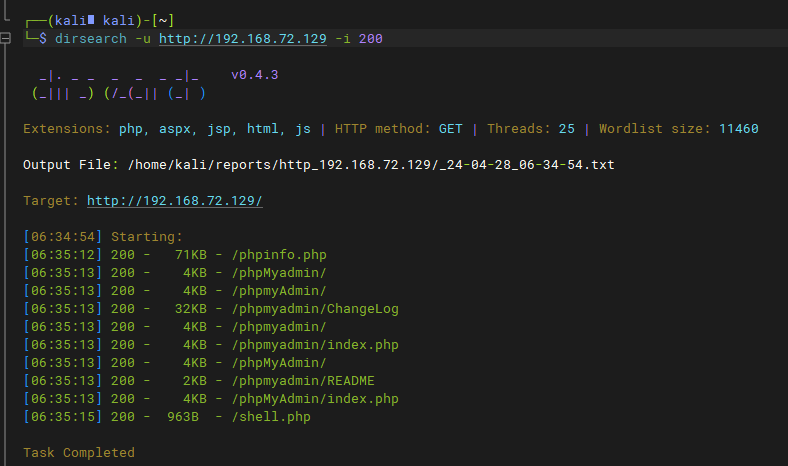 ┌──(kali㉿ kali)-[~]
└─$ dirsearch -u http://192.168.72.129 -i 200
_|. _ _  _  _  _ _|_    v0.4.3
(_||| _) (/_(_|| (_| )
Extensions: php, aspx, jsp, html, js | HTTP method: GET | Threads: 25 | Wordlist size: 11460
Output File: /home/kali/reports/http_192.168.72.129/_24-04-28_06-34-54.txt
Target: http://192.168.72.129/
[06:34:54] Starting:
[06:35:12] 200 -   71KB - /phpinfo.php
[06:35:13] 200 -    4KB - /phpMyadmin/
[06:35:13] 200 -    4KB - /phpmyAdmin/
[06:35:13] 200 -   32KB - /phpmyadmin/ChangeLog
[06:35:13] 200 -    4KB - /phpmyadmin/
[06:35:13] 200 -    4KB - /phpmyadmin/index.php
[06:35:13] 200 -    4KB - /phpMyAdmin/
[06:35:13] 200 -    2KB - /phpmyadmin/README
[06:35:13] 200 -    4KB - /phpMyAdmin/index.php
[06:35:15] 200 -  963B  - /shell.php
Task Completed